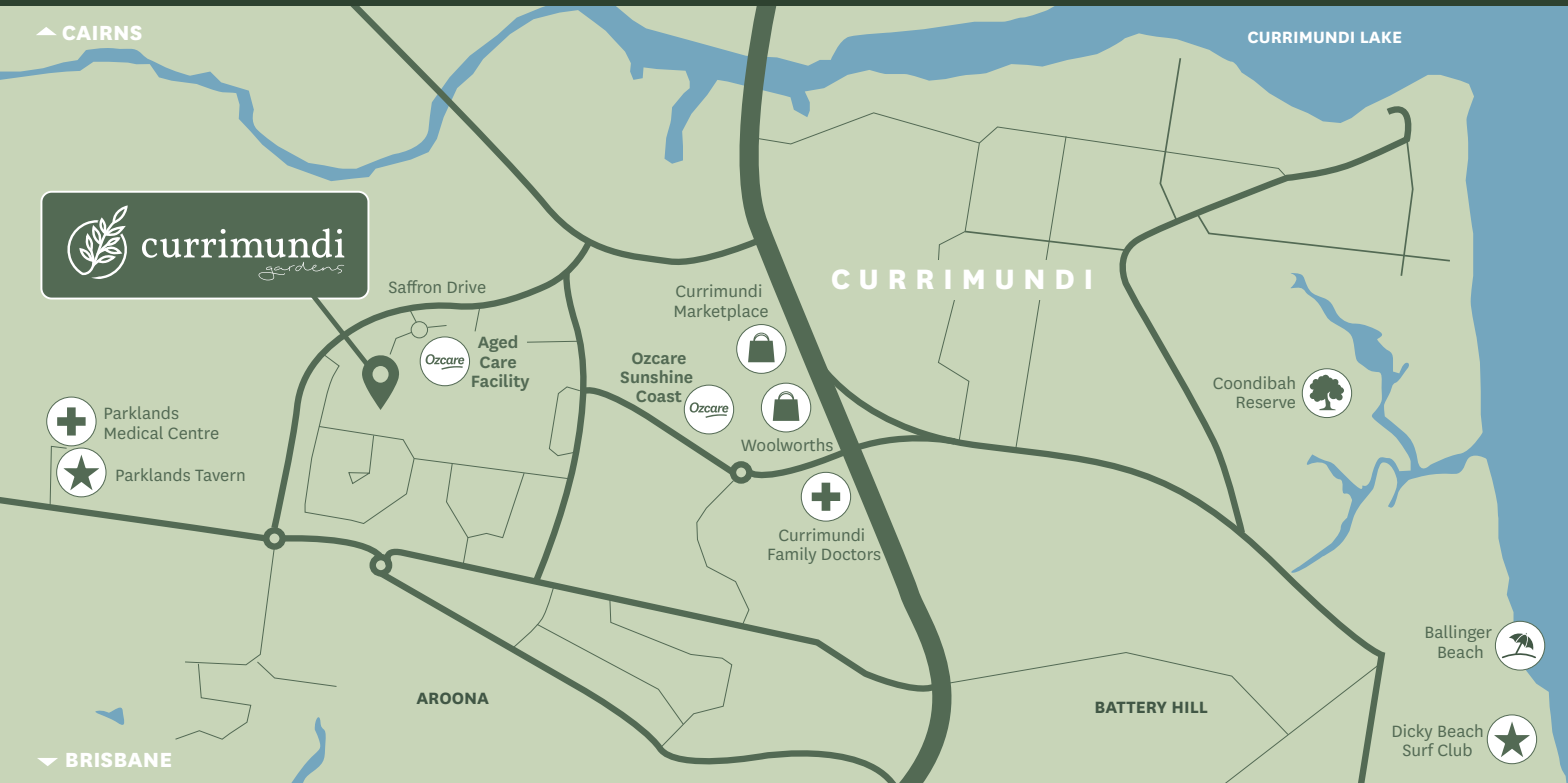 CAIRNS
CURRIMUNDI LAKE
currimundi
gardens
Saffron Drive
CURRIMUNDI
Currimundi
Marketplace
Ozcare
Aged
Care
Facility
Ozcare
Sunshine
Coast
Ozcare
Woolworths
Coondibah
Reserve
Parklands
Medical Centre
Parklands Tavern
Currimundi
Family Doctors
Ballinger
Beach
AROONA
BATTERY HILL
Dicky Beach
Surf Club
BRISBANE